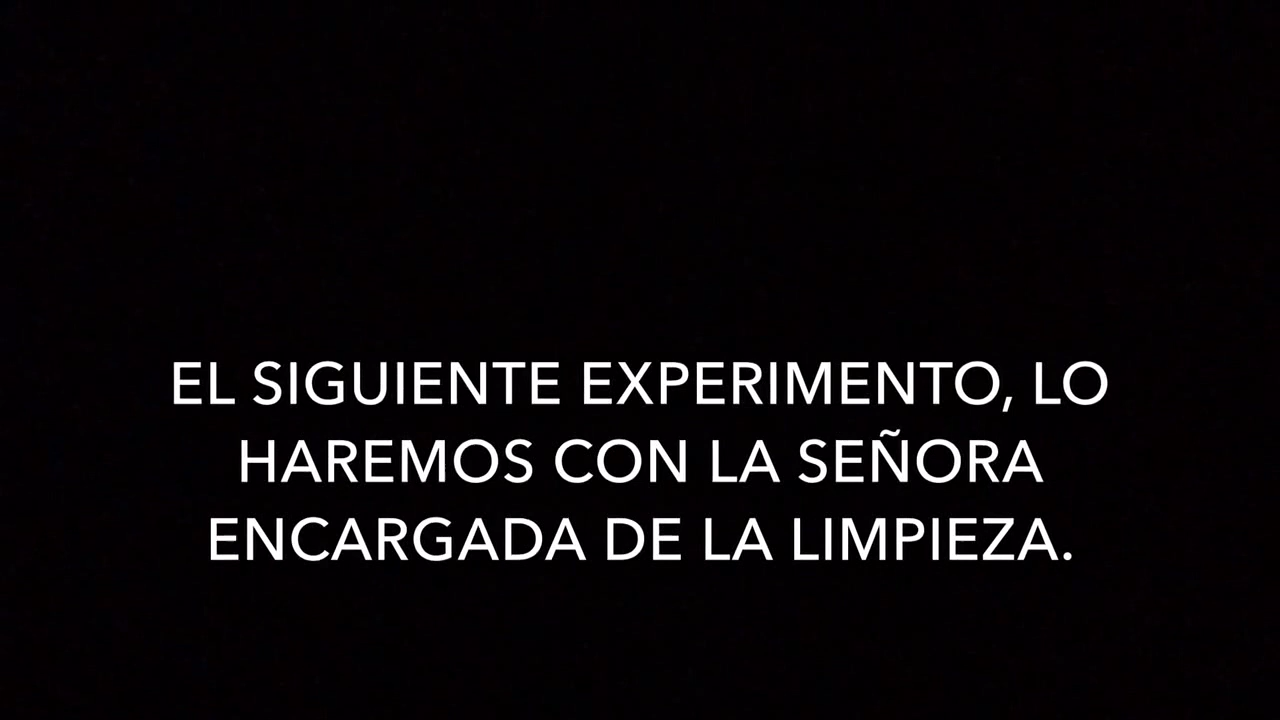 EL SIGUIENTE EXPERIMENTO, LO
HAREMOS CON LA SEÑORA
ENCARGADA DE LA LIMPIEZA.